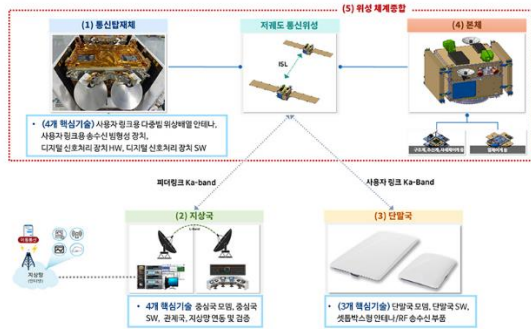 (5) 위성 체계종합
(1) 통신탑재체
저궤도 통신위성
(4) 본체
ISL
• (4개 핵심기술) 사용자 링크용 다중빔 위상배열 안테나,
사용자 링크용 송수신 빔형성 장치,
디지털 신호처리 장치 HW, 디지털 신호처리 장치 SW
피더링크 Ka-band
사용자 링크 Ka-Band
(2) 지상국
(3) 단말국
지상망
• 4개 핵심기술) 중심국 모뎀, 중심국
SW, 관제국, 지상망 연동 및 검증
• (3개 핵심기술) 단말국 모뎀, 단말국 SW,
셋톱박스형 안테나/RF 송수신 부품